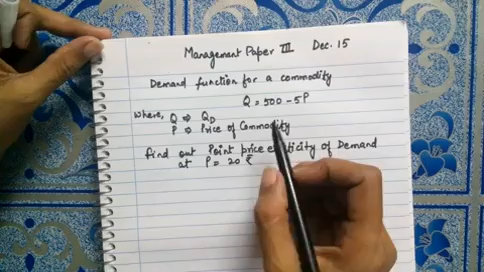 Management Paper III Dec. 15
Demand function for a commodity
Q = 500 - 5P
Where, Q ⇒ QD
P ⇒ Price of Commodity
find out Point price elasticity of Demand
at P = 20 ₹